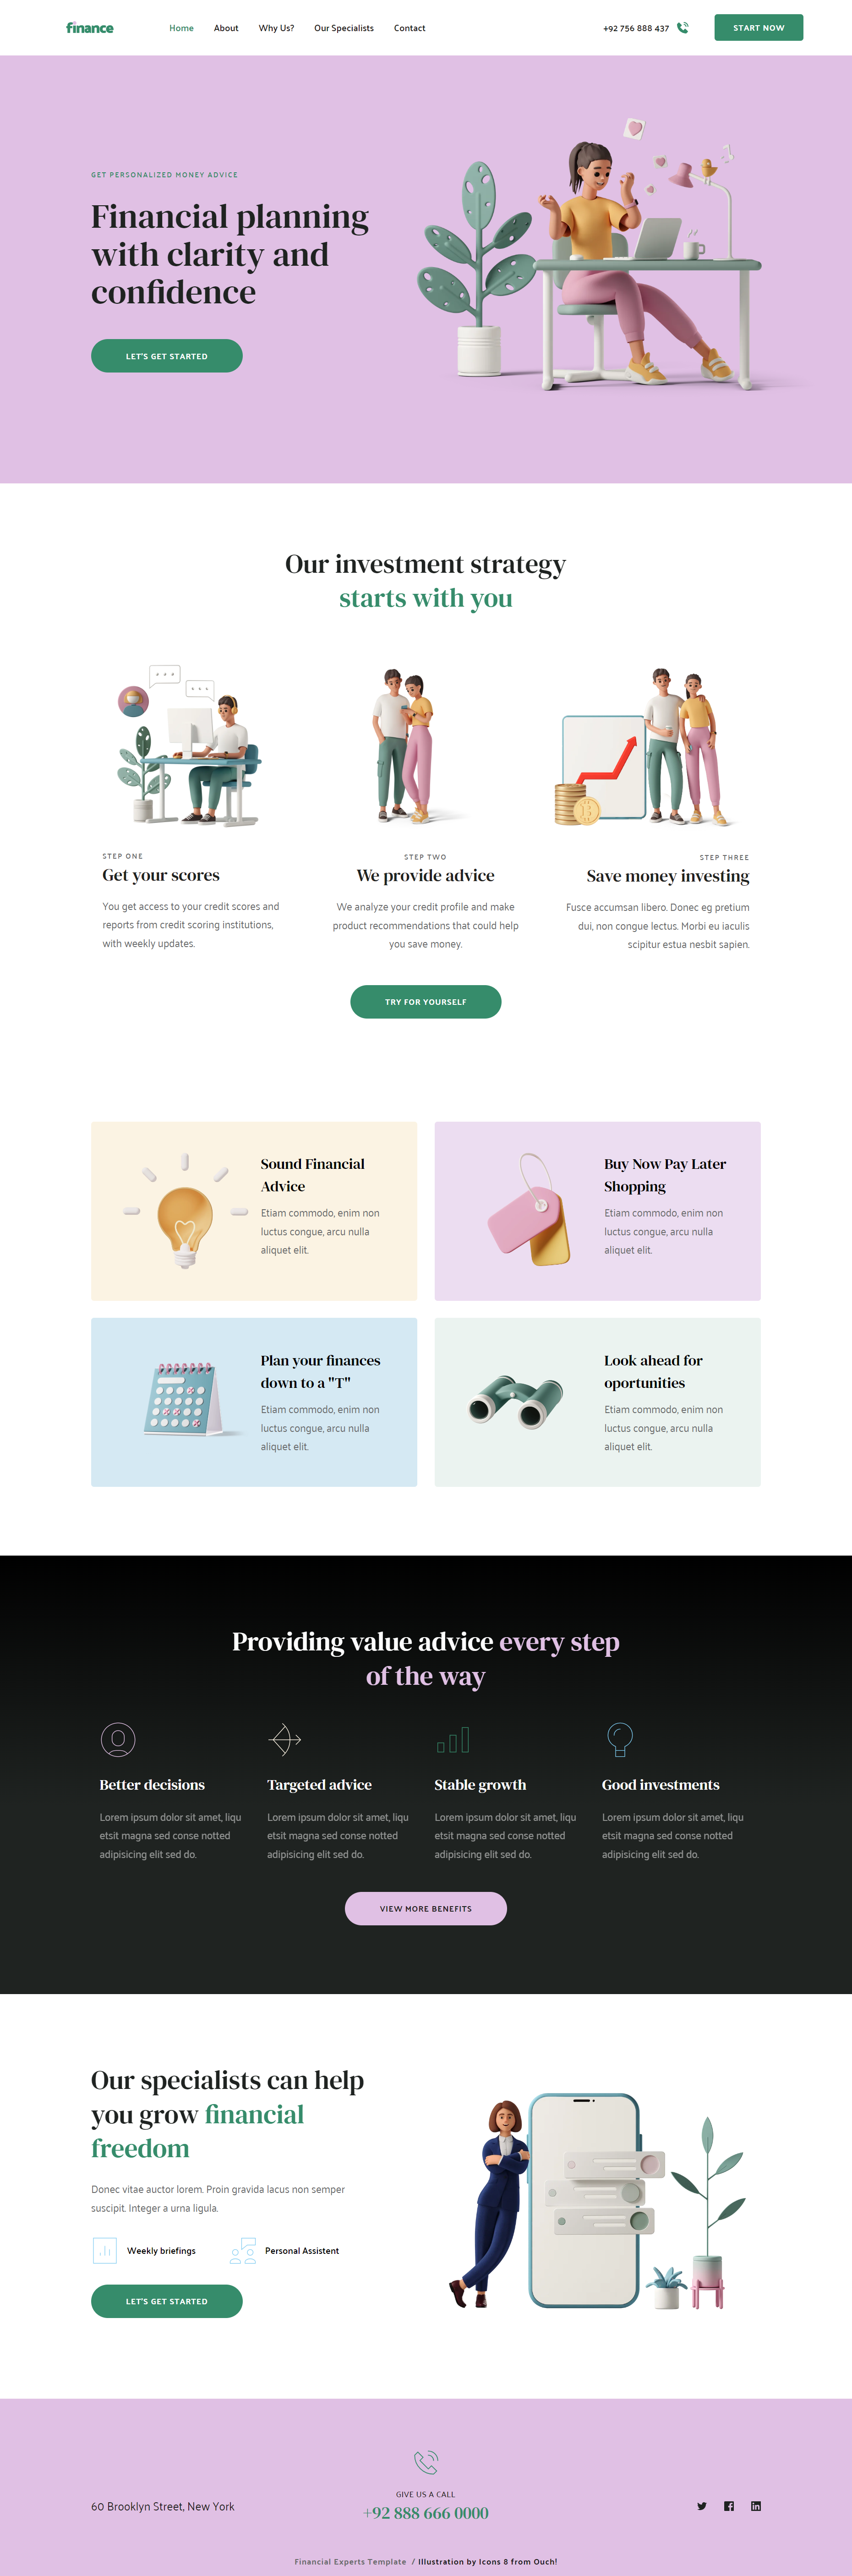 finance
Home About Why Us? Our Specialists Contact
+92 756 888 437
START NOW
GET PERSONALIZED MONEY ADVICE
Financial planning
with clarity and
confidence
LET'S GET STARTED
Our investment strategy
starts with you
STEP ONE
Get your scores
You get access to your credit scores and
reports from credit scoring institutions,
with weekly updates.
STEP TWO
We provide advice
We analyze your credit profile and make
product recommendations that could help
you save money.
STEP THREE
Save money investing
Fusce accumsan libero. Donec eg pretium
dui, non congue lectus. Morbi eu iaculis
scipitur estua nesbit sapien.
TRY FOR YOURSELF
Sound Financial
Advice
Etiam commodo, enim non
luctus congue, arcu nulla
aliquet elit.
Buy Now Pay Later
Shopping
Etiam commodo, enim non
luctus congue, arcu nulla
aliquet elit.
Plan your finances
down to a "T"
Etiam commodo, enim non
luctus congue, arcu nulla
aliquet elit.
Look ahead for
oportunities
Etiam commodo, enim non
luctus congue, arcu nulla
aliquet elit.
Providing value advice every step
of the way
Better decisions
Lorem ipsum dolor sit amet, liqu
etsit magna sed conse notted
adipisicing elit sed do.
Targeted advice
Lorem ipsum dolor sit amet, liqu
etsit magna sed conse notted
adipisicing elit sed do.
Stable growth
Lorem ipsum dolor sit amet, liqu
etsit magna sed conse notted
adipisicing elit sed do.
Good investments
Lorem ipsum dolor sit amet, liqu
etsit magna sed conse notted
adipisicing elit sed do.
VIEW MORE BENEFITS
Our specialists can help
you grow financial
freedom
Donec vitae auctor lorem. Proin gravida lacus non semper
suscipit. Integer a urna ligula.
Weekly briefings
Personal Assistent
LET'S GET STARTED
60 Brooklyn Street, New York
GIVE US A CALL
+92 888 666 0000
Financial Experts Template / Illustration by Icons 8 from Ouch!